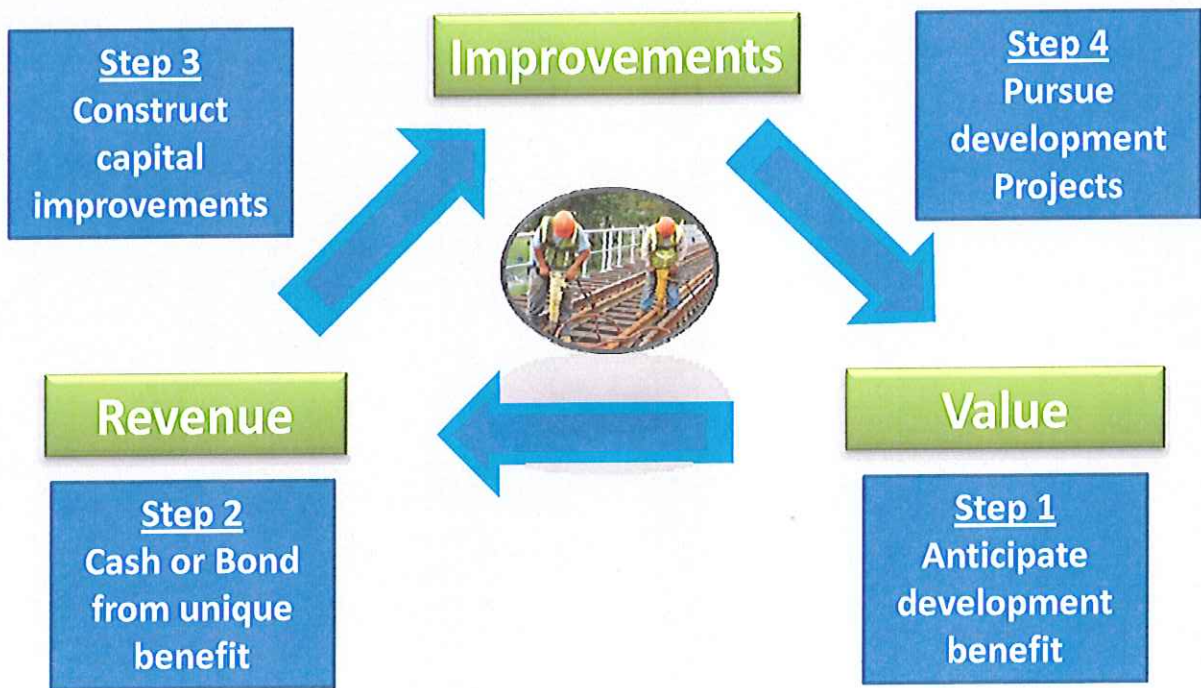 Improvements
Step 3
Construct
capital
improvements
Step 4
Pursue
development
Projects
Revenue
Value
Step 2
Cash or Bond
from unique
benefit
Step 1
Anticipate
development
benefit